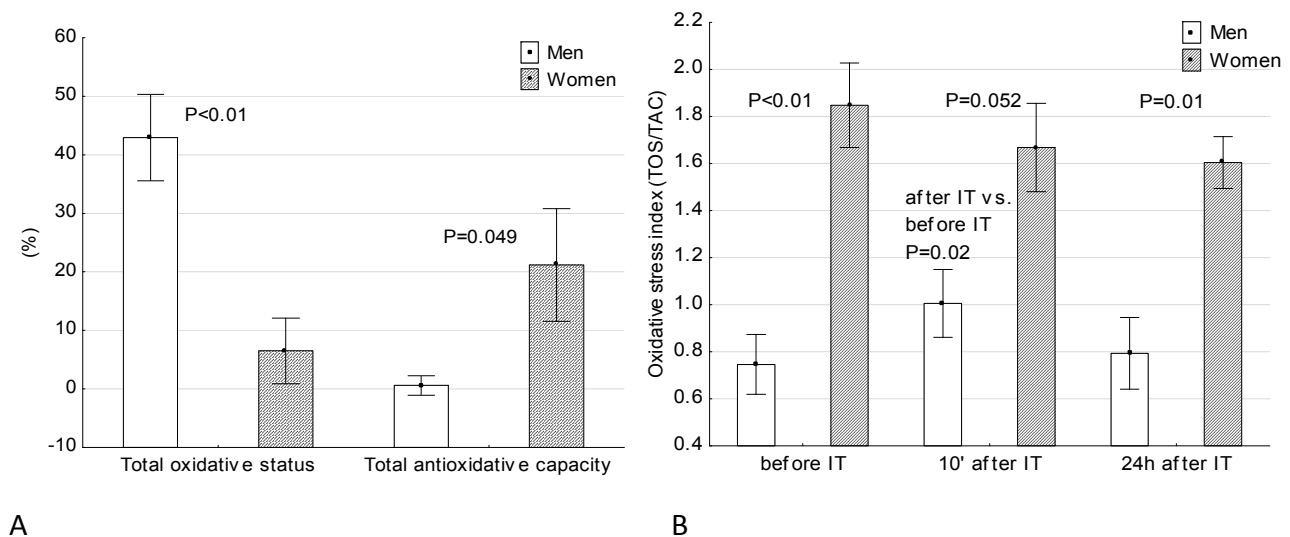 60
50
40
30
20
10
0
-10
(%)
Men
Women
P<0.01
P=0.049
Total oxidative status
Total antioxidative capacity
A
2.2
2.0
1.8
1.6
1.4
1.2
1.0
0.8
0.6
0.4
Oxidative stress index (TOS/TAC)
Men
Women
P<0.01
P=0.052
P=0.01
after IT vs.
before IT
P=0.02
before IT
10' after IT
24h after IT
B